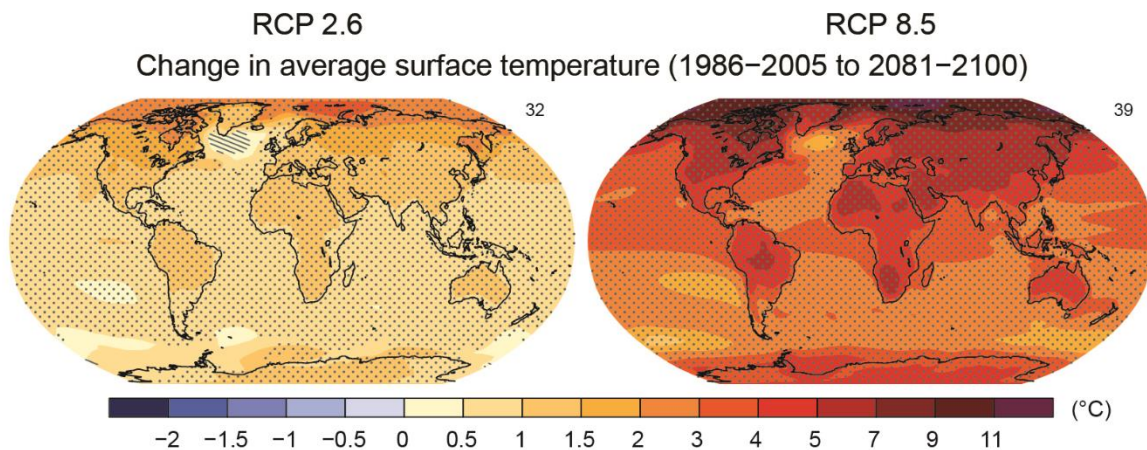 RCP 2.6 RCP 8.5
Change in average surface temperature (1986−2005 to 2081−2100)
32 39
(°C)
−2 −1.5 −1 −0.5 0 0.5 1 1.5 2 3 4 5 7 9 11